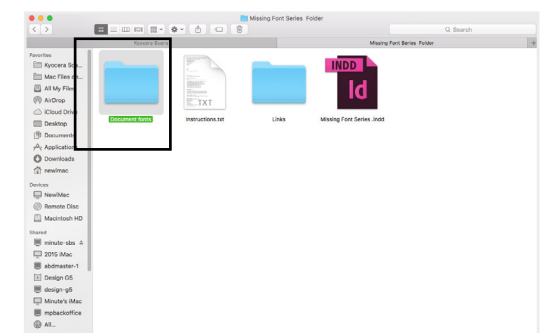 Missing Font Series Folder
Search
Kyocera Evans
Missing Font Series Folder
Favorites
Kyocera Sca...
Mac Files on...
All My Files
AirDrop
iCloud Drive
Desktop
Documents
Applications
Downloads
newimac
Devices
NewiMac
Remote Disc
Macintosh HD
Shared
minute-sbs
2015 iMac
abdmaster-1
Design G5
design-g5
Minute's iMac
mpbackoffice
All...
TXT
INDD
Id
Document fonts
Instructions.txt
Links
Missing Font Series .indd